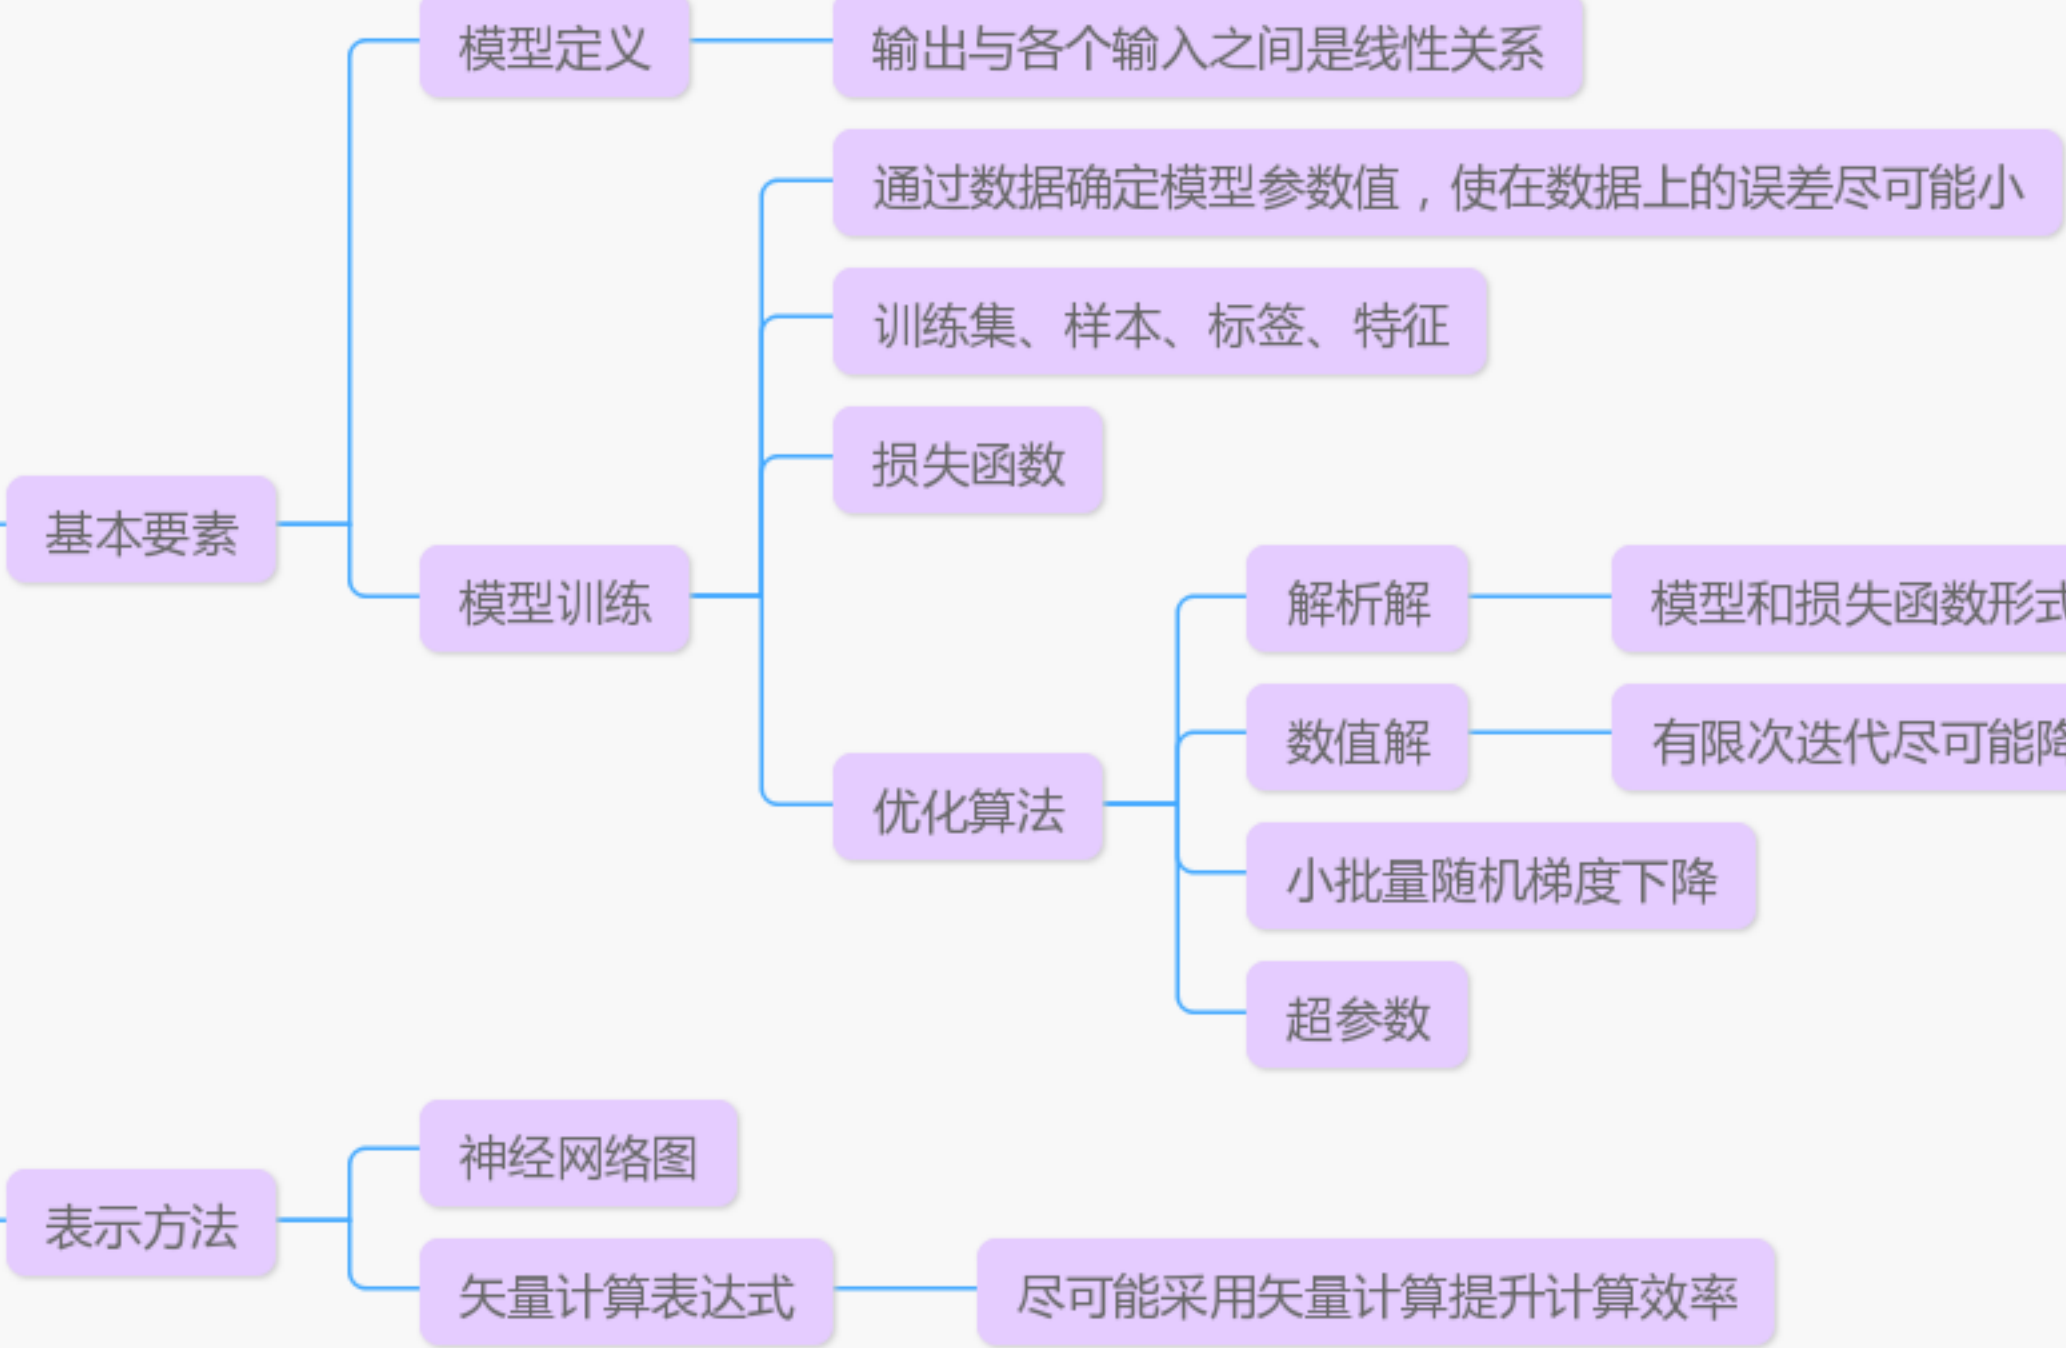 模型定义
输出与各个输入之间是线性关系
通过数据确定模型参数值，使在数据上的误差尽可能小
训练集、样本、标签、特征
损失函数
基本要素
模型训练
解析解
模型和损失函数形式
数值解
有限次迭代尽可能降
优化算法
小批量随机梯度下降
超参数
神经网络图
表示方法
矢量计算表达式
尽可能采用矢量计算提升计算效率